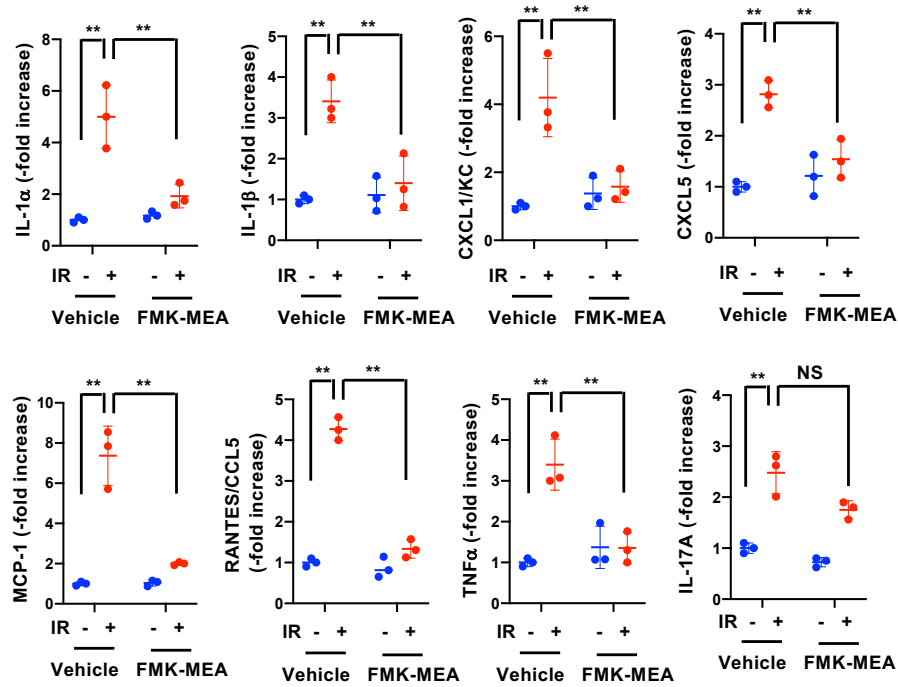 ** **
IL-1α (-fold increase)
8
6
4
2
0
IR - + - +
Vehicle FMK-MEA
** **
IL-1β (-fold increase)
5
4
3
2
1
0
IR - + - +
Vehicle FMK-MEA
** **
CXCL1/KC (-fold increase)
6
4
2
0
IR - + - +
Vehicle FMK-MEA
** **
CXCL5 (-fold increase)
4
3
2
1
0
IR - + - +
Vehicle FMK-MEA
** **
MCP-1 (-fold increase)
10
8
6
4
2
0
IR - + - +
Vehicle FMK-MEA
** **
RANTES/CCL5
(-fold increase)
5
4
3
2
1
0
IR - + - +
Vehicle FMK-MEA
** **
TNFα (-fold increase)
5
4
3
2
1
0
IR - + - +
Vehicle FMK-MEA
** NS
IL-17A (-fold increase)
4
3
2
1
0
IR - + - +
Vehicle FMK-MEA